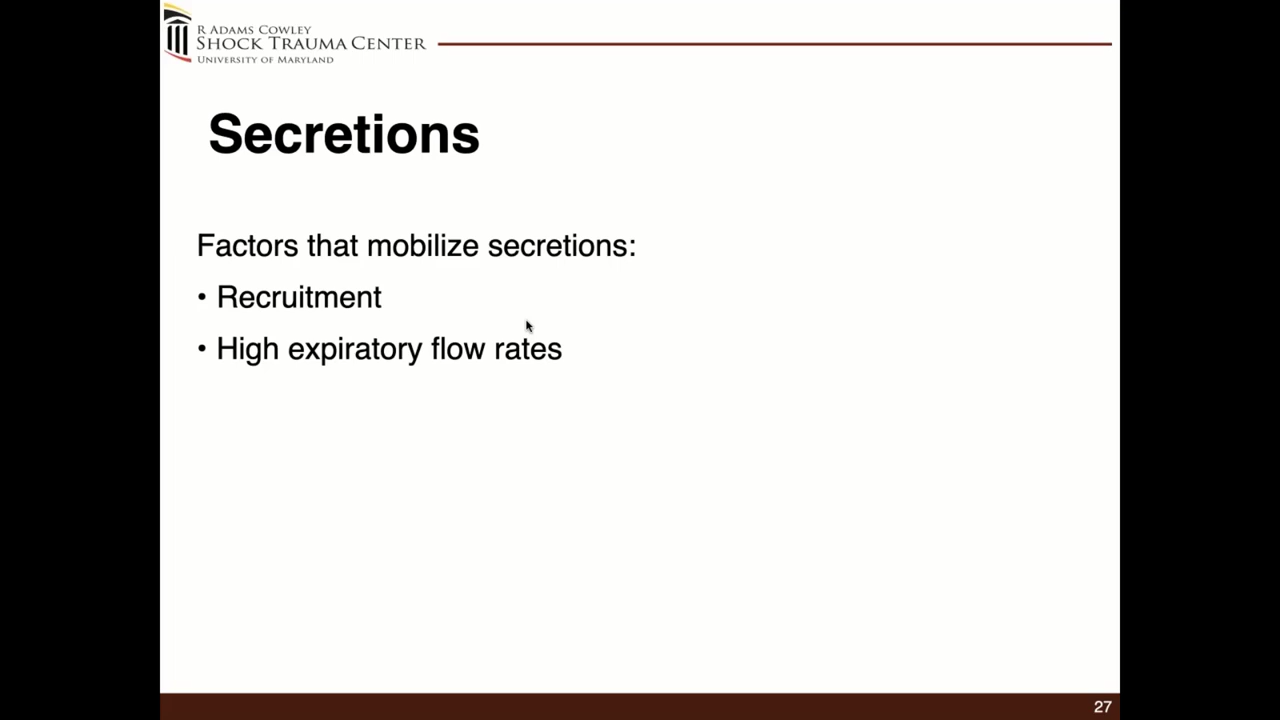 R ADAMS COWLEY
SHOCK TRAUMA CENTER
UNIVERSITY OF MARYLAND
Secretions
Factors that mobilize secretions:
• Recruitment
• High expiratory flow rates
27